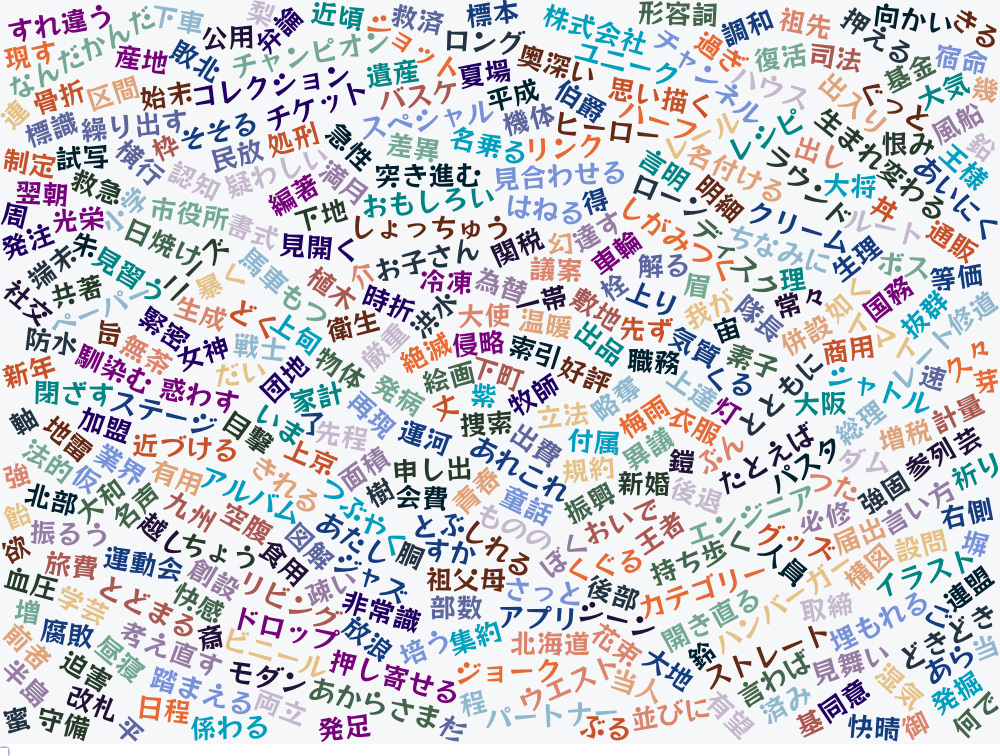 すれ違う
なんだかんだ
下車
梨
弁論
近頃
救済
標本
株式会社
形容詞
調和
祖先
押える
向かい
きる
現す
産地
敗北
公用
チャンピオン
ショット
ロング
奥深い
ユニーク
チャンネル
過ぎ
復活
司法
宿命
連
骨折
区間
始末
コレクション
遺産
夏場
ハウス
出入り
基金
大気
幾
チケット
バスケ
平成
伯爵
思い描く
ぐっと
標識
繰り出す
そそる
スペシャル
機体
ヒーロー
ハーフ
レシピ
生まれ変わる
恨み
風船
制定
試写
横行
枠
民放
処刑
急性
差異
名乗る
リンク
ルール
出し
王様
翌朝
救急
認知
疑わしい
満月
突き進む
見合わせる
言明
名付ける
ラウンド
大将
あいにく
周
光栄
市役所
書式
編著
下地
おもしろい
はねる
得
ローン
明細
クリーム
丼
発注
端末
朱
日焼け
見開く
しょっちゅう
幻
達す
しがみつく
ディスク
ちなみに
生理
ルート
通販
社交
共著
見習う
リーベ
馬車
お子さん
関税
議案
車輪
解る
理
ボス
等価
ペーパー
暴く
もつ
植木
介
冷凍
為替
一帯
敷地
栓
上り
眉
我が
隊長
常々
如く
国務
抜群
修道
防水
旨
緊密
生成
どく
上旬
衛生
時折
洪水
大使
温暖
出品
先ず
気質
宙
素子
併設
タイム
新年
馴染む
無茶
女神
戦士
物体
厳重
絶滅
侵略
索引
好評
職務
くる
とともに
商用
レート
久々
閉ざす
惑わす
だい
団地
家計
発病
絵画
下町
牧師
略奪
上達
灯
大阪
シャトル
速
芽
軸
地雷
加盟
ステージ
目撃
いま
了
先程
再現
丈
紫
捜索
立法
付属
梅雨
衣服
総理
計量
法的
業界
近づける
上京
面積
運河
申し出
出費
あれこれ
規約
異議
鎧
ぶん
たとえば
パスタ
増税
参列
芸
強
北部
仮
大和
有用
アルバム
きれる
つぶやく
樹
会費
青春
童話
振興
新婚
後退
ダム
強固
祈り
飴
振るう
名声
九州
空腹
図解
あたし
とぶ
ものの
おいで
王者
エンジニア
つた
必修
言い方
右側
欲
旅費
運動会
越し
ちょう
食用
疎い
ジャズ
胴
すか
しれる
ぼく
くぐる
持ち歩く
グッズ
届出
設問
塀
血圧
学芸
とどまる
快感
創設
リビング
非常識
祖父母
さっと
後部
カテゴリー
人員
バーガー
構図
イラスト
連盟
増
腐敗
考え直す
斎
ドロップ
放浪
部数
アプリ
ジーン
開き直る
ハン
取締
埋もれる
ぐ
前者
昼寝
ビニール
培う
集約
北海道
花束
鈴
ストレート
どきどき
半島
迫害
踏まえる
モダン
押し寄せる
ジョーク
ウエスト
大地
言わば
見舞い
あら
当
改札
日程
両立
あからさま
程
パートナー
当人
有望
済み
湿気
発掘
蜜
守備
平
係わる
発足
杉
ぶる
並びに
基
同意
快晴
御
何で